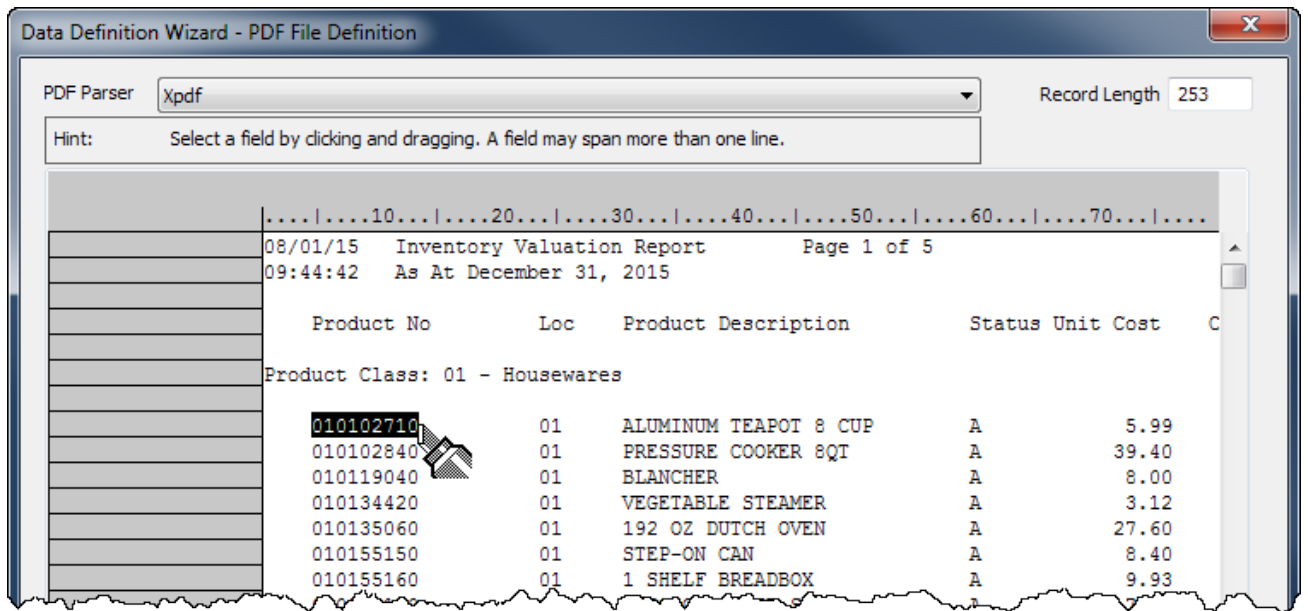 Data Definition Wizard - PDF File Definition
PDF Parser Xpdf Record Length 253
Hint: Select a field by clicking and dragging. A field may span more than one line.
|....|....10...|....20...|....30...|....40...|....50...|....60...|....70...|....
08/01/15 Inventory Valuation Report Page 1 of 5
09:44:42 As At December 31, 2015
Product No Loc Product Description Status Unit Cost C
Product Class: 01 - Housewares
010102710 01 ALUMINUM TEAPOT 8 CUP A 5.99
010102840 01 PRESSURE COOKER 8QT A 39.40
010119040 01 BLANCHER A 8.00
010134420 01 VEGETABLE STEAMER A 3.12
010135060 01 192 OZ DUTCH OVEN A 27.60
010155150 01 STEP-ON CAN A 8.40
010155160 01 1 SHELF BREADBOX A 9.93